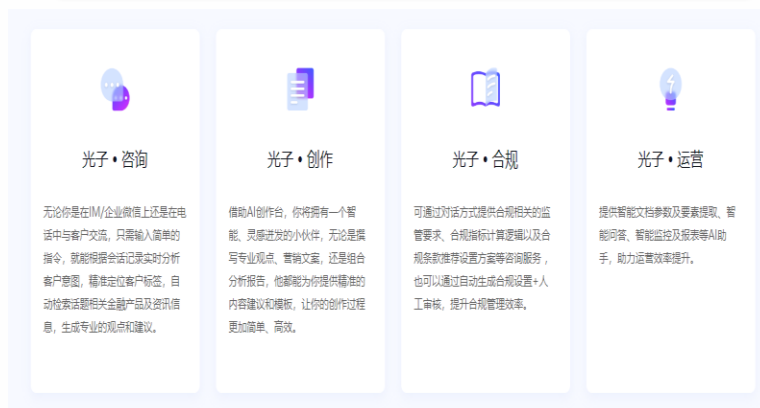 光子•咨询
无论你是在IM/企业微信上还是在电
话中与客户交流，只需输入简单的
指令，就能根据会话记录实时分析
客户意图，精准定位客户标签，自
动检索话题相关金融产品及资讯信
息，生成专业的观点和建议。
光子•创作
借助AI创作台，你将拥有一个智
能、灵感迸发的小伙伴，无论是撰
写专业观点、营销文案，还是组合
分析报告，他都能为你提供精准的
内容建议和模板，让你的创作过程
更加简单、高效。
光子•合规
可通过对话方式提供合规相关的监
管要求、合规指标计算逻辑以及合
规条款推荐设置方案等咨询服务，
也可以通过自动生成合规设置+人
工审核，提升合规管理效率。
光子•运营
提供智能文档参数及要素提取、智
能问答、智能监控及报表等AI助
手，助力运营效率提升。